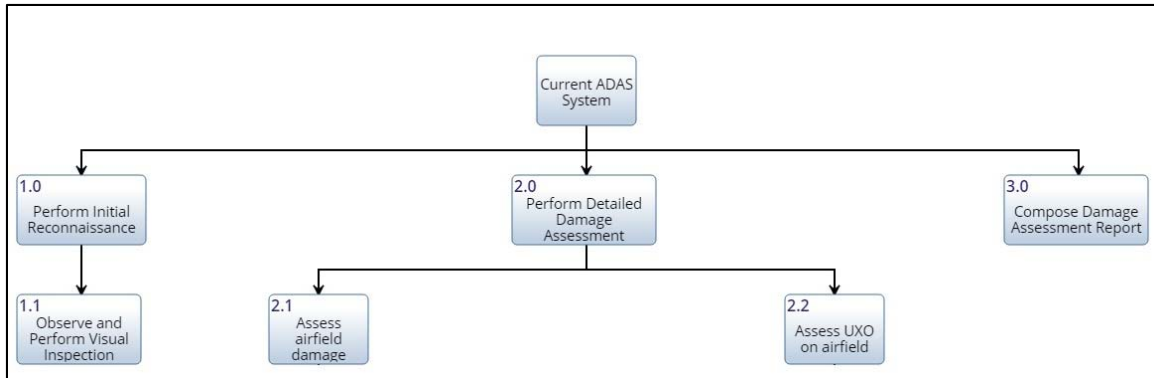 Current ADAS
System
1.0
Perform Initial
Reconnaissance
2.0
Perform Detailed
Damage
Assessment
3.0
Compose Damage
Assessment Report
1.1
Observe and
Perform Visual
Inspection
2.1
Assess
airfield
damage
2.2
Assess UXO
on airfield